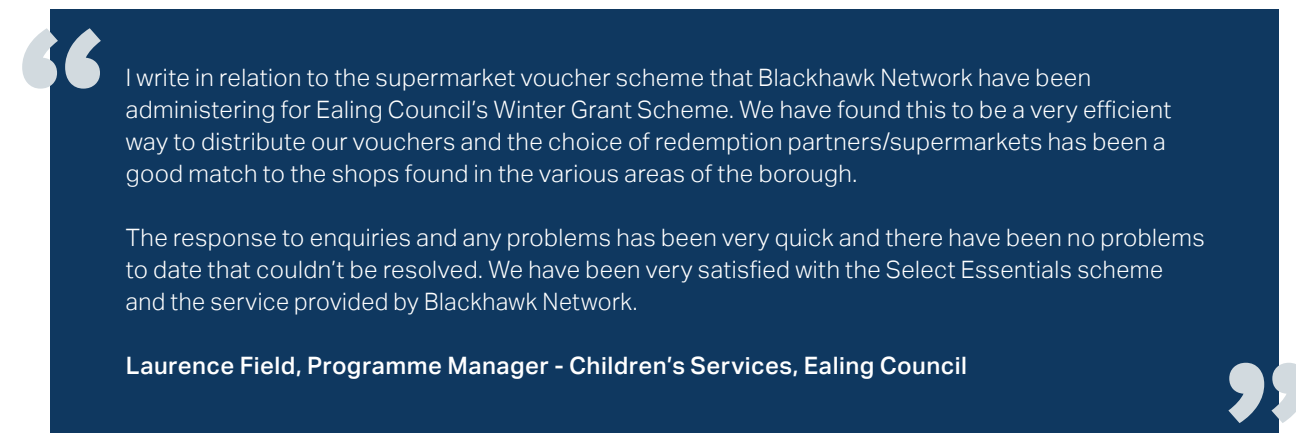 “
I write in relation to the supermarket voucher scheme that Blackhawk Network have been
administering for Ealing Council’s Winter Grant Scheme. We have found this to be a very efficient
way to distribute our vouchers and the choice of redemption partners/supermarkets has been a
good match to the shops found in the various areas of the borough.
The response to enquiries and any problems has been very quick and there have been no problems
to date that couldn’t be resolved. We have been very satisfied with the Select Essentials scheme
and the service provided by Blackhawk Network.
Laurence Field, Programme Manager - Children’s Services, Ealing Council
”